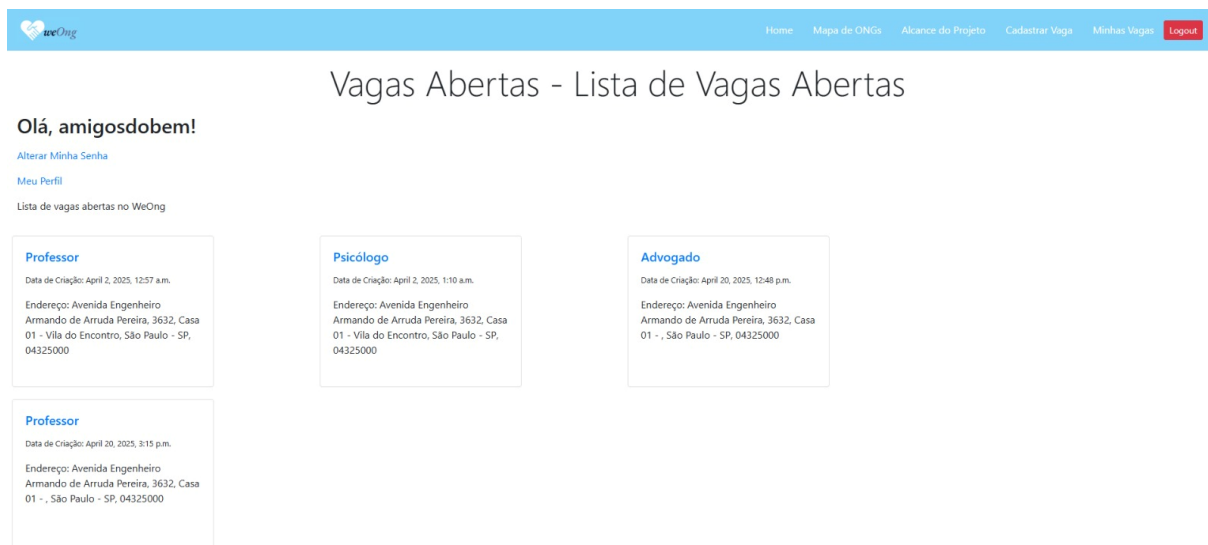 weOng
Home Mapa de ONGs Alcance do Projeto Cadastrar Vaga Minhas Vagas Logout
Vagas Abertas - Lista de Vagas Abertas
Olá, amigosdobem!
Alterar Minha Senha
Meu Perfil
Lista de vagas abertas no WeOng
Professor
Data de Criação: April 2, 2025, 12:57 a.m.
Endereço: Avenida Engenheiro
Armando de Arruda Pereira, 3632, Casa
01 - Vila do Encontro, São Paulo - SP,
04325000
Psicólogo
Data de Criação: April 2, 2025, 1:10 a.m.
Endereço: Avenida Engenheiro
Armando de Arruda Pereira, 3632, Casa
01 - Vila do Encontro, São Paulo - SP,
04325000
Advogado
Data de Criação: April 20, 2025, 12:48 p.m.
Endereço: Avenida Engenheiro
Armando de Arruda Pereira, 3632, Casa
01 - , São Paulo - SP, 04325000
Professor
Data de Criação: April 20, 2025, 3:15 p.m.
Endereço: Avenida Engenheiro
Armando de Arruda Pereira, 3632, Casa
01 - , São Paulo - SP, 04325000